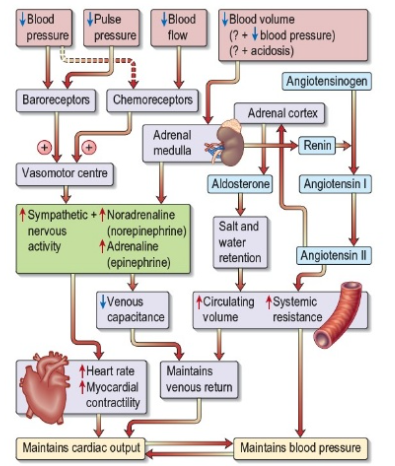 ↓Blood
pressure
↓Pulse
pressure
↓Blood
flow
↓Blood volume
(? + ↓blood pressure)
(? + acidosis)
Angiotensinogen
Baroreceptors
Chemoreceptors
Adrenal cortex
Adrenal
medulla
Renin
+
+
Vasomotor centre
Aldosterone
Angiotensin I
↑Sympathetic +
nervous
activity
↑Noradrenaline
(norepinephrine)
↑Adrenaline
(epinephrine)
Salt and
water
retention
Angiotensin II
↓Venous
capacitance
↑Circulating
volume
↑Systemic
resistance
↑Heart rate
↑Myocardial
contractility
Maintains
venous return
Maintains cardiac output
Maintains blood pressure